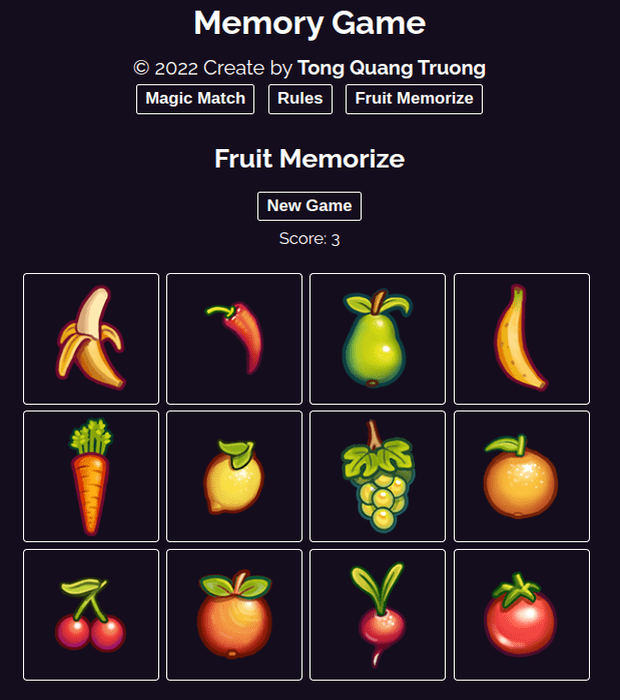 Memory Game
© 2022 Create by Tong Quang Truong
Magic Match Rules Fruit Memorize
Fruit Memorize
New Game
Score: 3